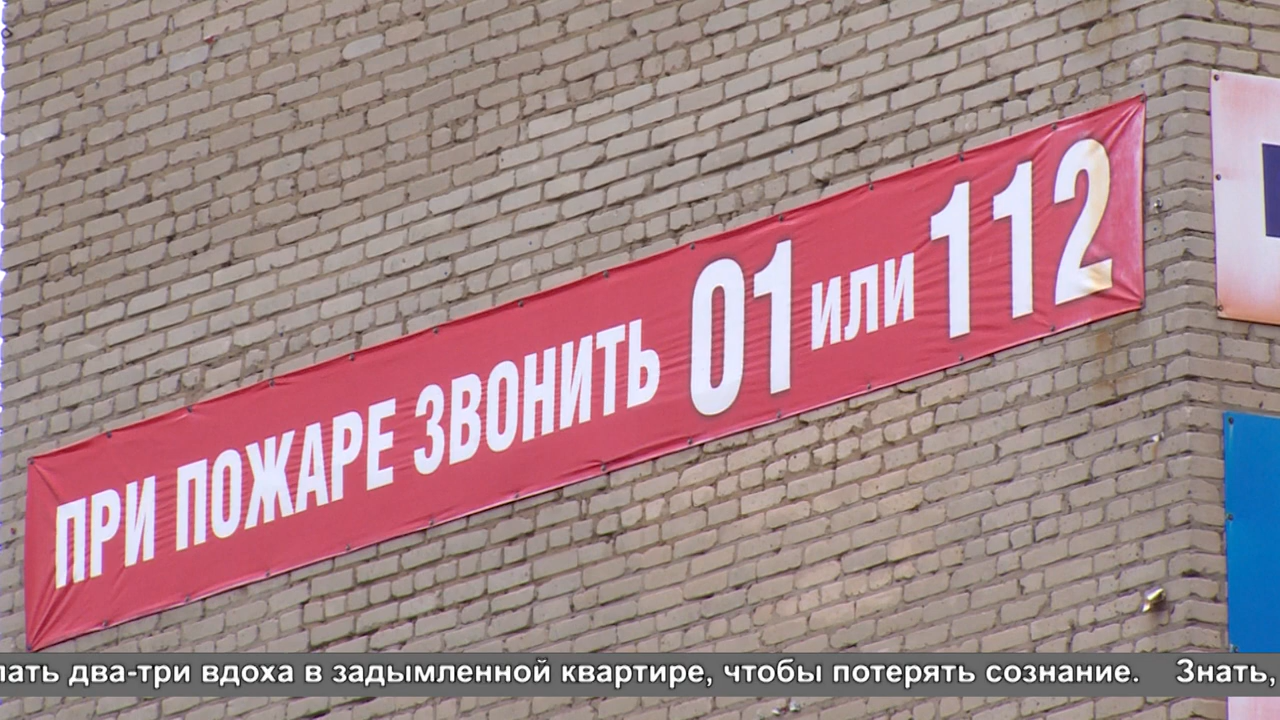 ПРИ ПОЖАРЕ ЗВОНИТЬ 01 или 112
два-три вдоха в задымленной квартире, чтобы потерять сознание. Знать,